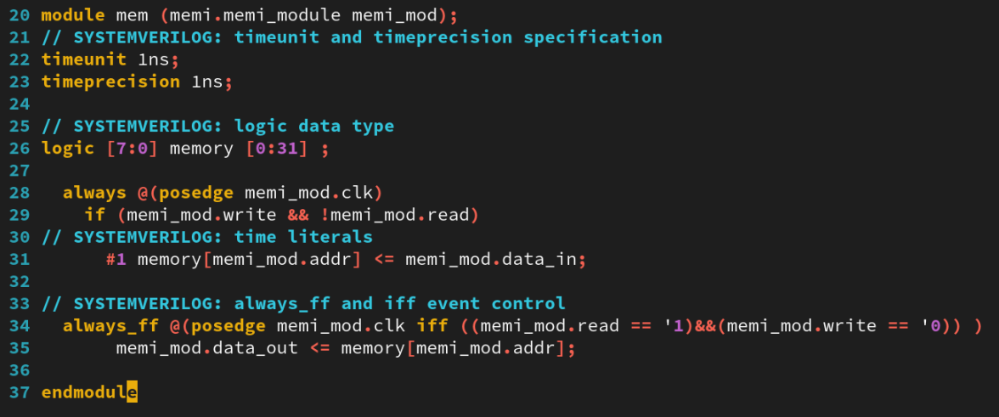 20 module mem (memi.memi_module memi_mod);
21 // SYSTEMVERILOG: timeunit and timeprecision specification
22 timeunit 1ns;
23 timeprecision 1ns;
24
25 // SYSTEMVERILOG: logic data type
26 logic [7:0] memory [0:31] ;
27
28   always @(posedge memi_mod.clk)
29     if (memi_mod.write && !memi_mod.read)
30 // SYSTEMVERILOG: time literals
31       #1 memory[memi_mod.addr] <= memi_mod.data_in;
32
33 // SYSTEMVERILOG: always_ff and iff event control
34   always_ff @(posedge memi_mod.clk iff ((memi_mod.read == '1)&&(memi_mod.write == '0)) )
35        memi_mod.data_out <= memory[memi_mod.addr];
36
37 endmodule